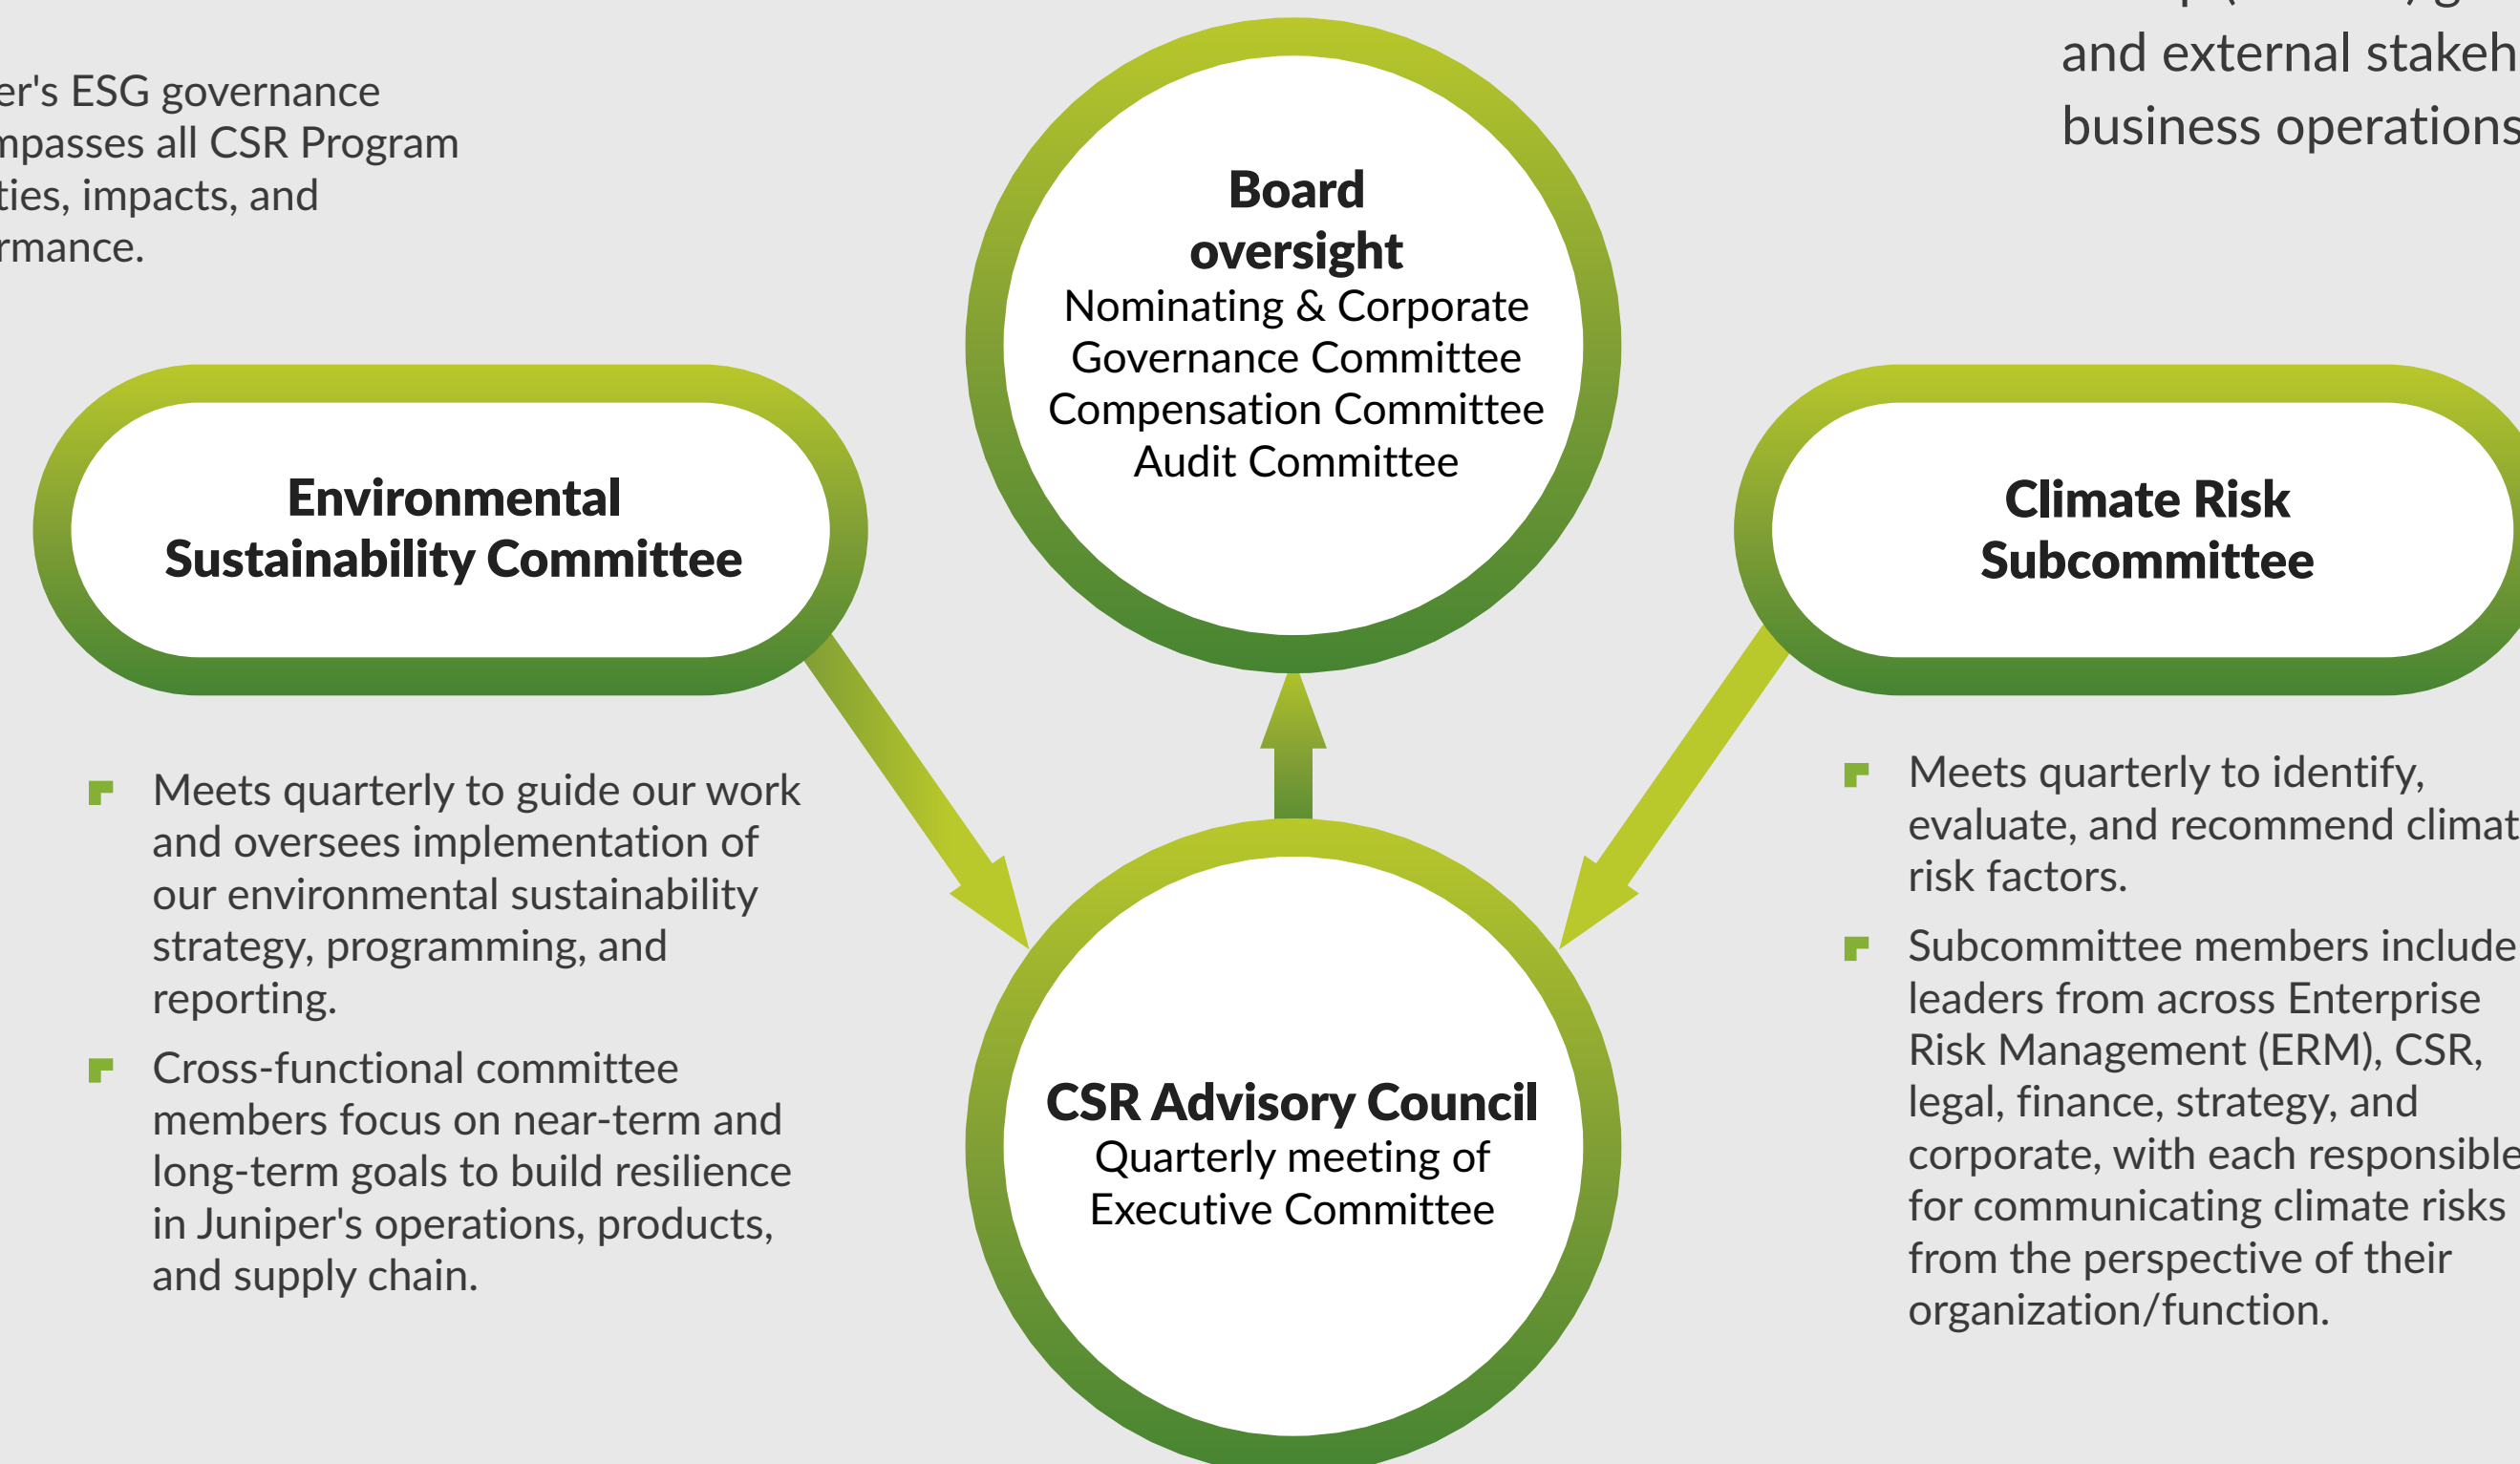 er's ESG governance
mpasses all CSR Program
ties, impacts, and
rmance.
and external stakeh
business operations
Board
oversight
Nominating & Corporate
Governance Committee
Compensation Committee
Audit Committee
Environmental
Sustainability Committee
Climate Risk
Subcommittee
Meets quarterly to guide our work
and oversees implementation of
our environmental sustainability
strategy, programming, and
reporting.
Cross-functional committee
members focus on near-term and
long-term goals to build resilience
in Juniper's operations, products,
and supply chain.
CSR Advisory Council
Quarterly meeting of
Executive Committee
Meets quarterly to identify,
evaluate, and recommend climat
risk factors.
Subcommittee members include
leaders from across Enterprise
Risk Management (ERM), CSR,
legal, finance, strategy, and
corporate, with each responsible
for communicating climate risks
from the perspective of their
organization/function.